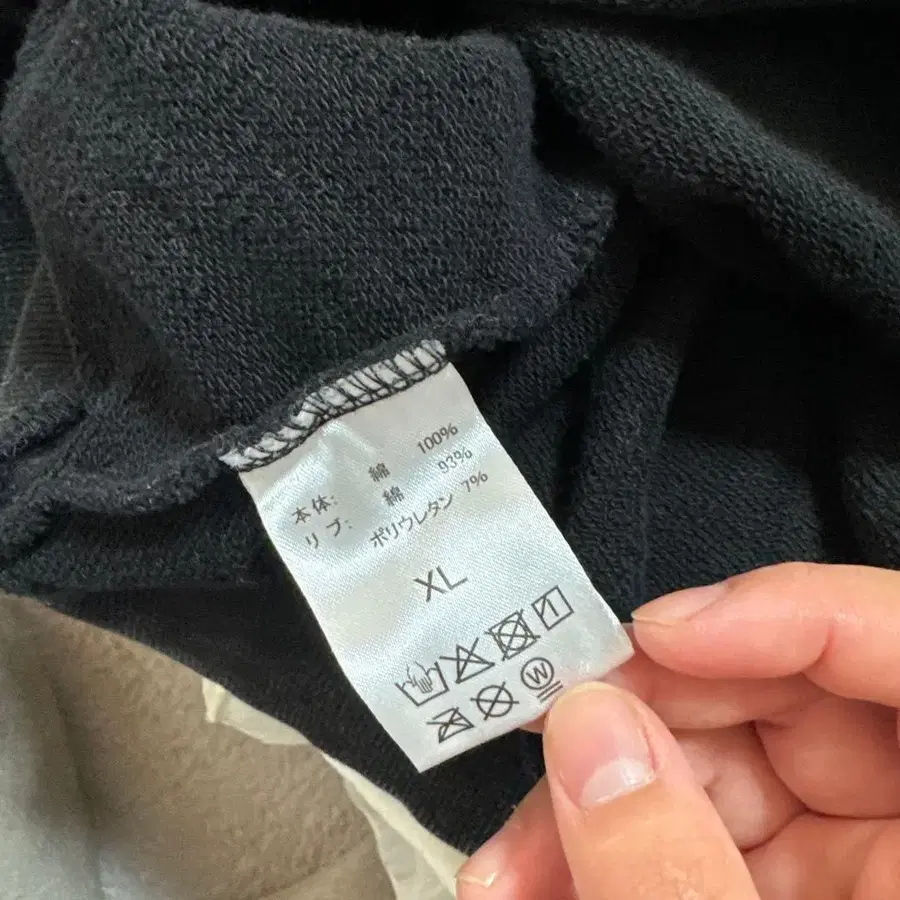 本体: 綿 100%
リブ: 綿 93%
ポリウレタン 7%
XL
W